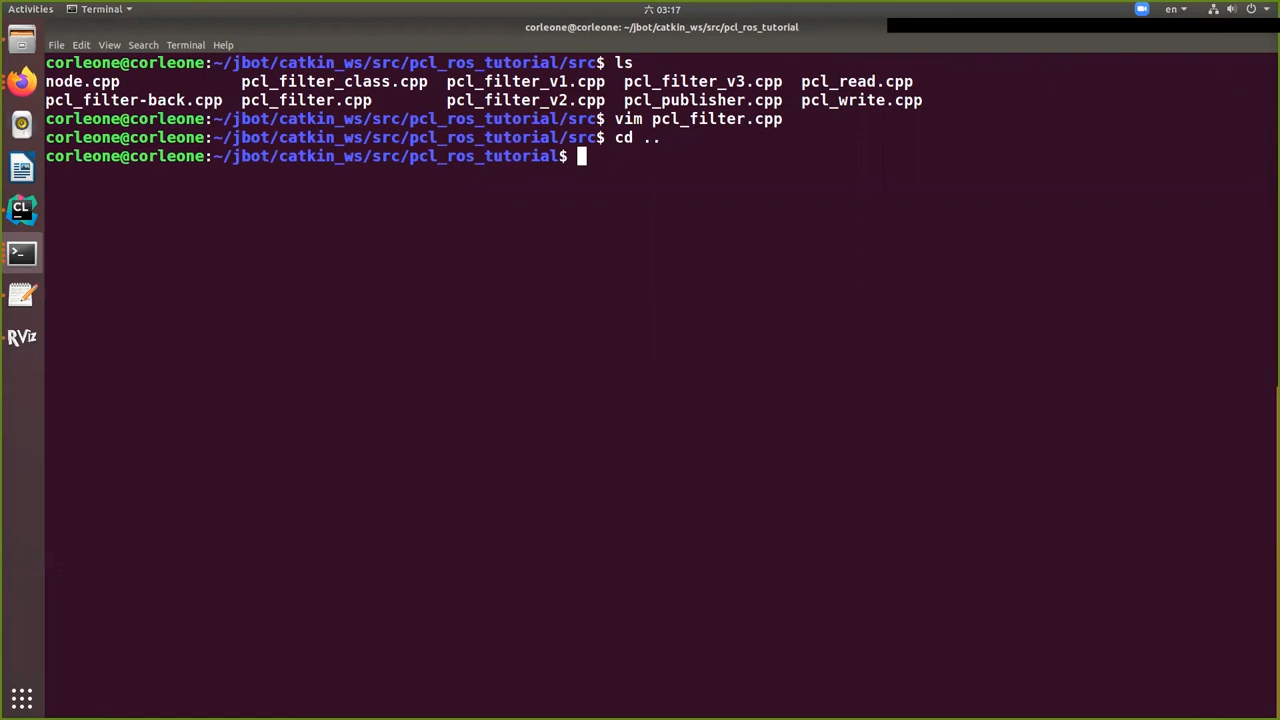 Activities Terminal 六 03:17 en
corleone@corleone: ~/jbot/catkin_ws/src/pcl_ros_tutorial
File Edit View Search Terminal Help
corleone@corleone:~/jbot/catkin_ws/src/pcl_ros_tutorial/src$ ls
node.cpp pcl_filter_class.cpp pcl_filter_v1.cpp pcl_filter_v3.cpp pcl_read.cpp
pcl_filter-back.cpp pcl_filter.cpp pcl_filter_v2.cpp pcl_publisher.cpp pcl_write.cpp
corleone@corleone:~/jbot/catkin_ws/src/pcl_ros_tutorial/src$ vim pcl_filter.cpp
corleone@corleone:~/jbot/catkin_ws/src/pcl_ros_tutorial/src$ cd ..
corleone@corleone:~/jbot/catkin_ws/src/pcl_ros_tutorial$
CL
>_
RViz